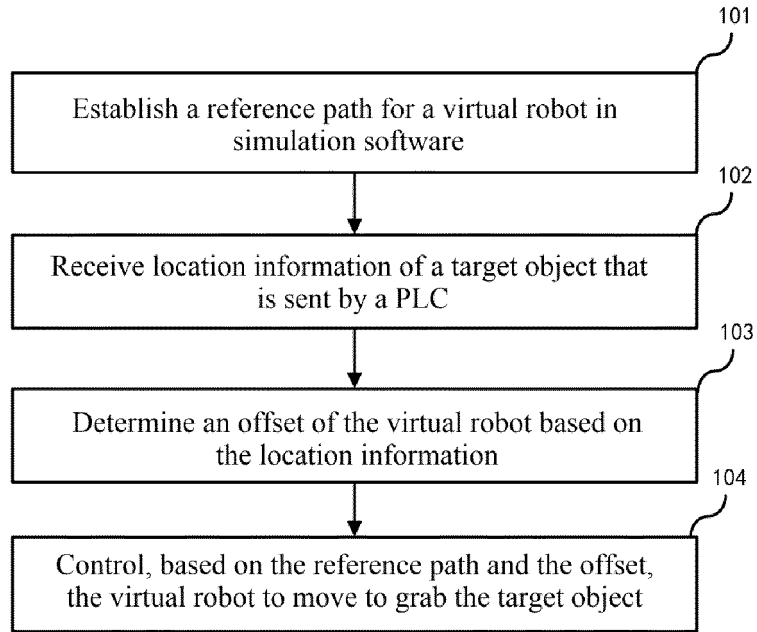 101
Establish a reference path for a virtual robot in
simulation software
102
Receive location information of a target object that
is sent by a PLC
103
Determine an offset of the virtual robot based on
the location information
104
Control, based on the reference path and the offset,
the virtual robot to move to grab the target object